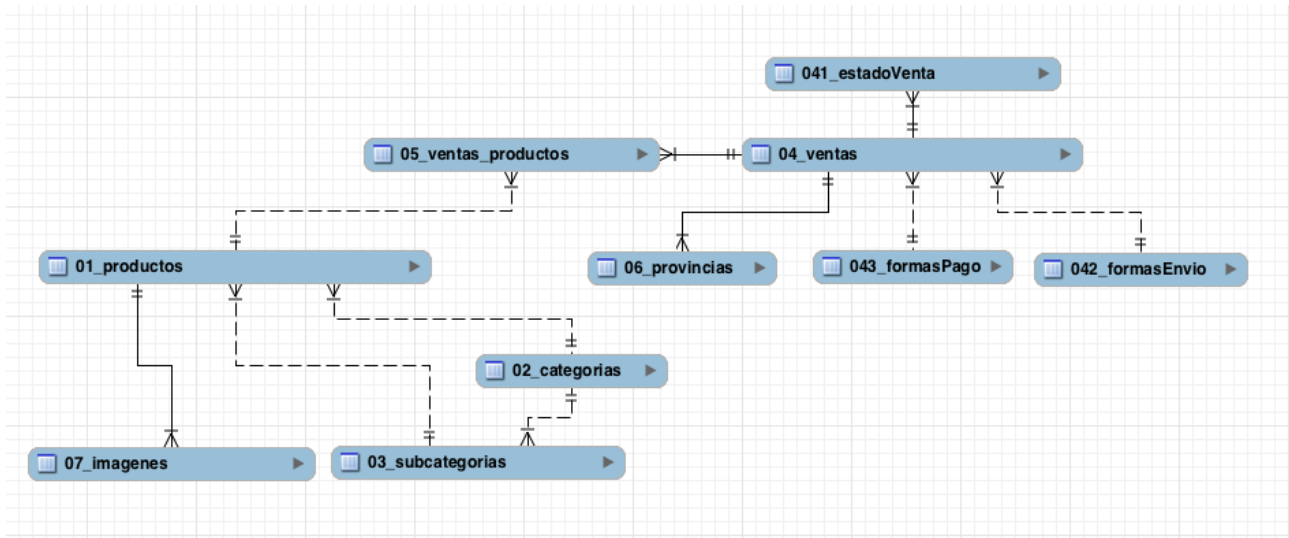 041_estadoVenta
05_ventas_productos
04_ventas
01_productos
06_provincias
043_formasPago
042_formasEnvio
02_categorias
07_imagenes
03_subcategorias